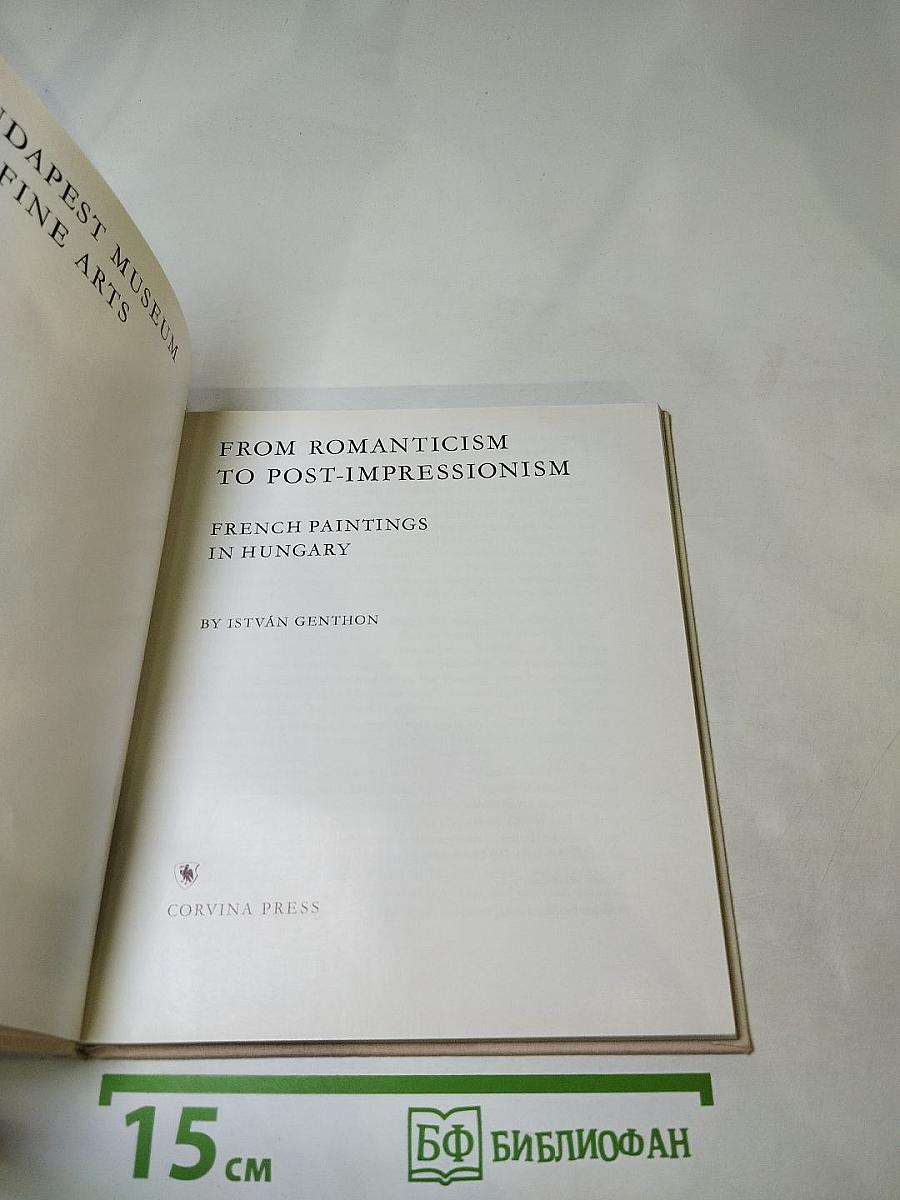 UDAPEST MUSEUM
FINE ARTS
FROM ROMANTICISM
TO POST-IMPRESSIONISM
FRENCH PAINTINGS
IN HUNGARY
BY ISTVÁN GENTHON
CORVINA PRESS
15 СМ
БФ БИБЛИОФАН